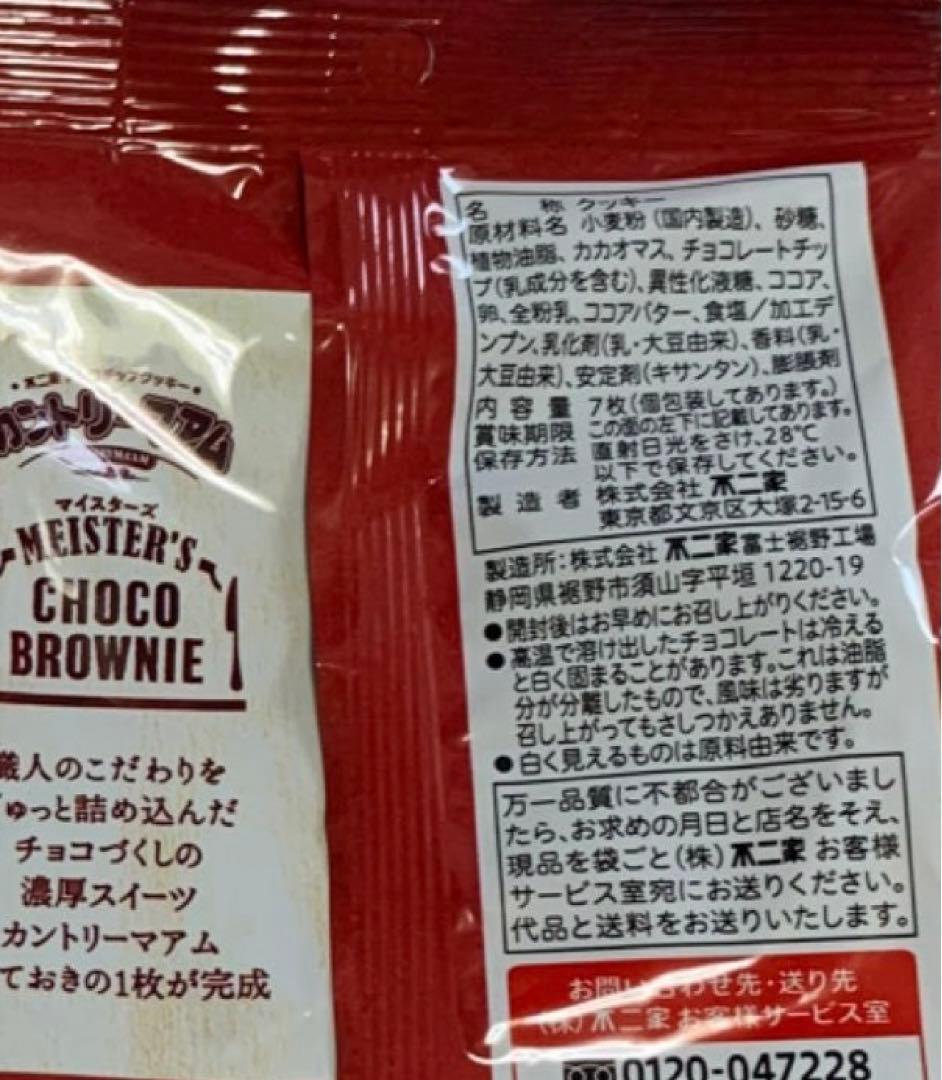 カントリーマアム
マイスターズ
MEISTER'S
CHOCO
BROWNIE
職人のこだわりを
ぎゅっと詰め込んだ
チョコづくしの
濃厚スイーツ
カントリーマアム
ておきの1枚が完成
名 称 クッキー
原材料名 小麦粉(国内製造)、砂糖、
植物油脂、カカオマス、チョコレートチッ
プ(乳成分を含む)、異性化液糖、ココア、
卵、全粉乳、ココアバター、食塩/加工デ
ンプン、乳化剤(乳・大豆由来)、香料(乳・
大豆由来)、安定剤(キサンタン)、膨脹剤
内容量 7枚(個包装してあります。)
賞味期限 この面の左下に記載してあります。
保存方法 直射日光をさけ、28℃
以下で保存してください。
製造者 株式会社 不二家
東京都文京区大塚2-15-6
製造所:株式会社 不二家富士裾野工場
静岡県裾野市須山字平垣1220-19
●開封後はお早めにお召し上がりください。
●高温で溶け出したチョコレートは冷える
と白く固まることがあります。これは油脂
分が分離したもので、風味は劣りますが
召し上がってもさしつかえありません。
●白く見えるものは原料由来です。
万一品質に不都合がございまし
たら、お求めの月日と店名をそえ、
現品を袋ごと(株)不二家 お客様
サービス室宛にお送りください。
代品と送料をお送りいたします。
お問い合わせ先・送り先
(株)不二家 お客様サービス室
0120-047228